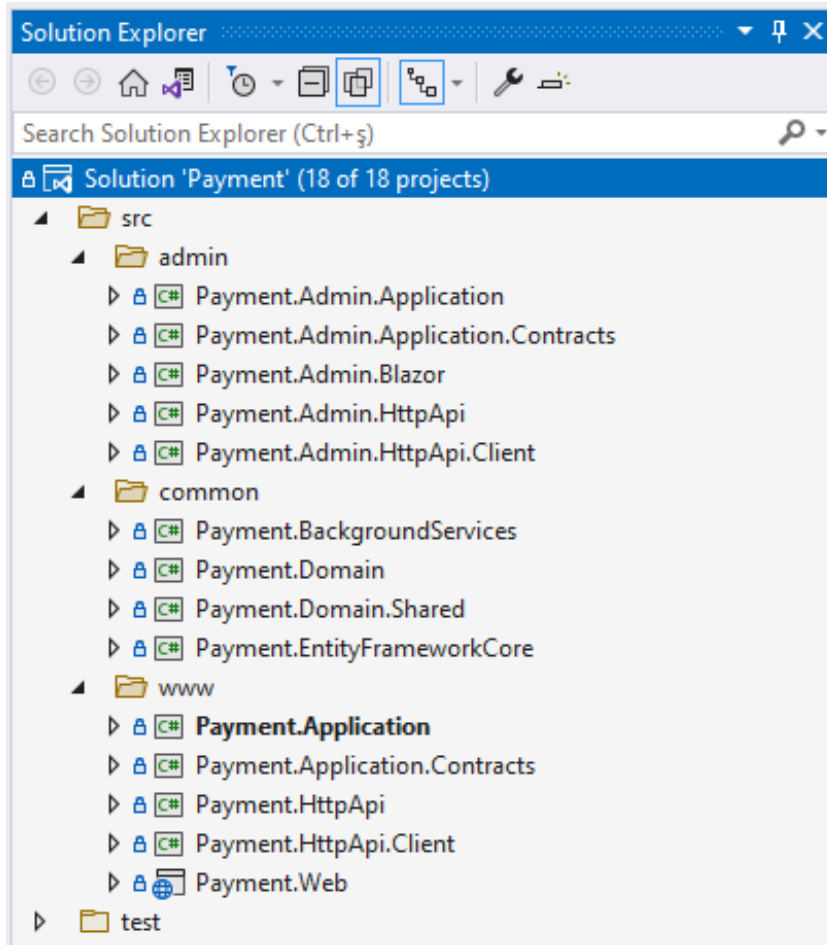 Solution Explorer
Search Solution Explorer (Ctrl+ş)
Solution 'Payment' (18 of 18 projects)
src
admin
C# Payment.Admin.Application
C# Payment.Admin.Application.Contracts
C# Payment.Admin.Blazor
C# Payment.Admin.HttpApi
C# Payment.Admin.HttpApi.Client
common
C# Payment.BackgroundServices
C# Payment.Domain
C# Payment.Domain.Shared
C# Payment.EntityFrameworkCore
www
C# Payment.Application
C# Payment.Application.Contracts
C# Payment.HttpApi
C# Payment.HttpApi.Client
Payment.Web
test